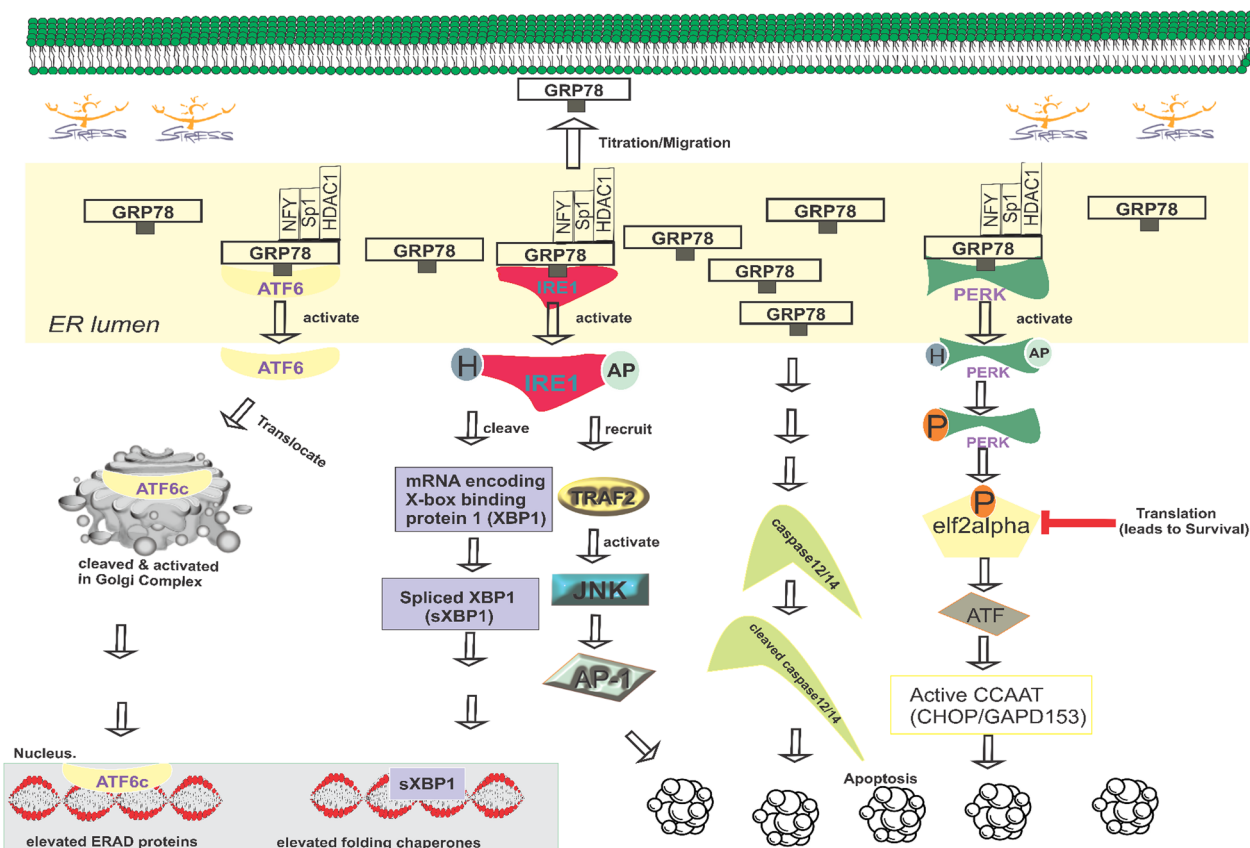 GRP78
STRESS
STRESS
STRESS
STRESS
Titration/Migration
NFY
Sp1
HDAC1
NFY
Sp1
HDAC1
NFY
Sp1
HDAC1
GRP78
GRP78
GRP78
GRP78
GRP78
GRP78
GRP78
GRP78
GRP78
GRP78
GRP78
ATF6
IRE1
PERK
ER lumen
activate
activate
activate
ATF6
H
IRE1
AP
H
AP
PERK
Translocate
cleave
recruit
P
PERK
ATF6c
cleaved & activated
in Golgi Complex
mRNA encoding
X-box binding
protein 1 (XBP1)
TRAF2
activate
Spliced XBP1
(sXBP1)
JNK
AP-1
caspase12/14
cleaved caspase12/14
P
elf2alpha
Translation
(leads to Survival)
ATF
Active CCAAT
(CHOP/GAPD153)
Nucleus.
ATF6c
sXBP1
Apoptosis
elevated ERAD proteins
elevated folding chaperones